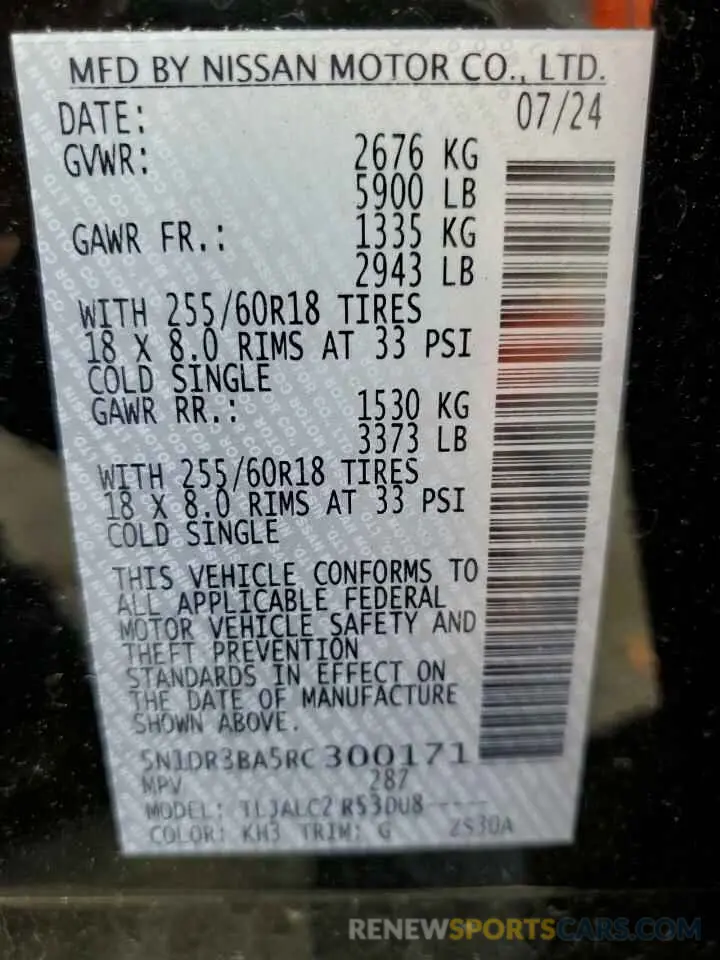 MFD BY NISSAN MOTOR CO., LTD.
DATE: 07/24
GVWR: 2676 KG
5900 LB
GAWR FR.: 1335 KG
2943 LB
WITH 255/60R18 TIRES
18 X 8.0 RIMS AT 33 PSI
COLD SINGLE
GAWR RR.: 1530 KG
3373 LB
WITH 255/60R18 TIRES
18 X 8.0 RIMS AT 33 PSI
COLD SINGLE
THIS VEHICLE CONFORMS TO
ALL APPLICABLE FEDERAL
MOTOR VEHICLE SAFETY AND
THEFT PREVENTION
STANDARDS IN EFFECT ON
THE DATE OF MANUFACTURE
SHOWN ABOVE.
5N1DR3BA5RC300171
MPV 287
MODEL: TLJALC2 R53DU8-----
COLOR: KH3 TRIM: G 2S30A
RENEWSPORTSCARS.COM